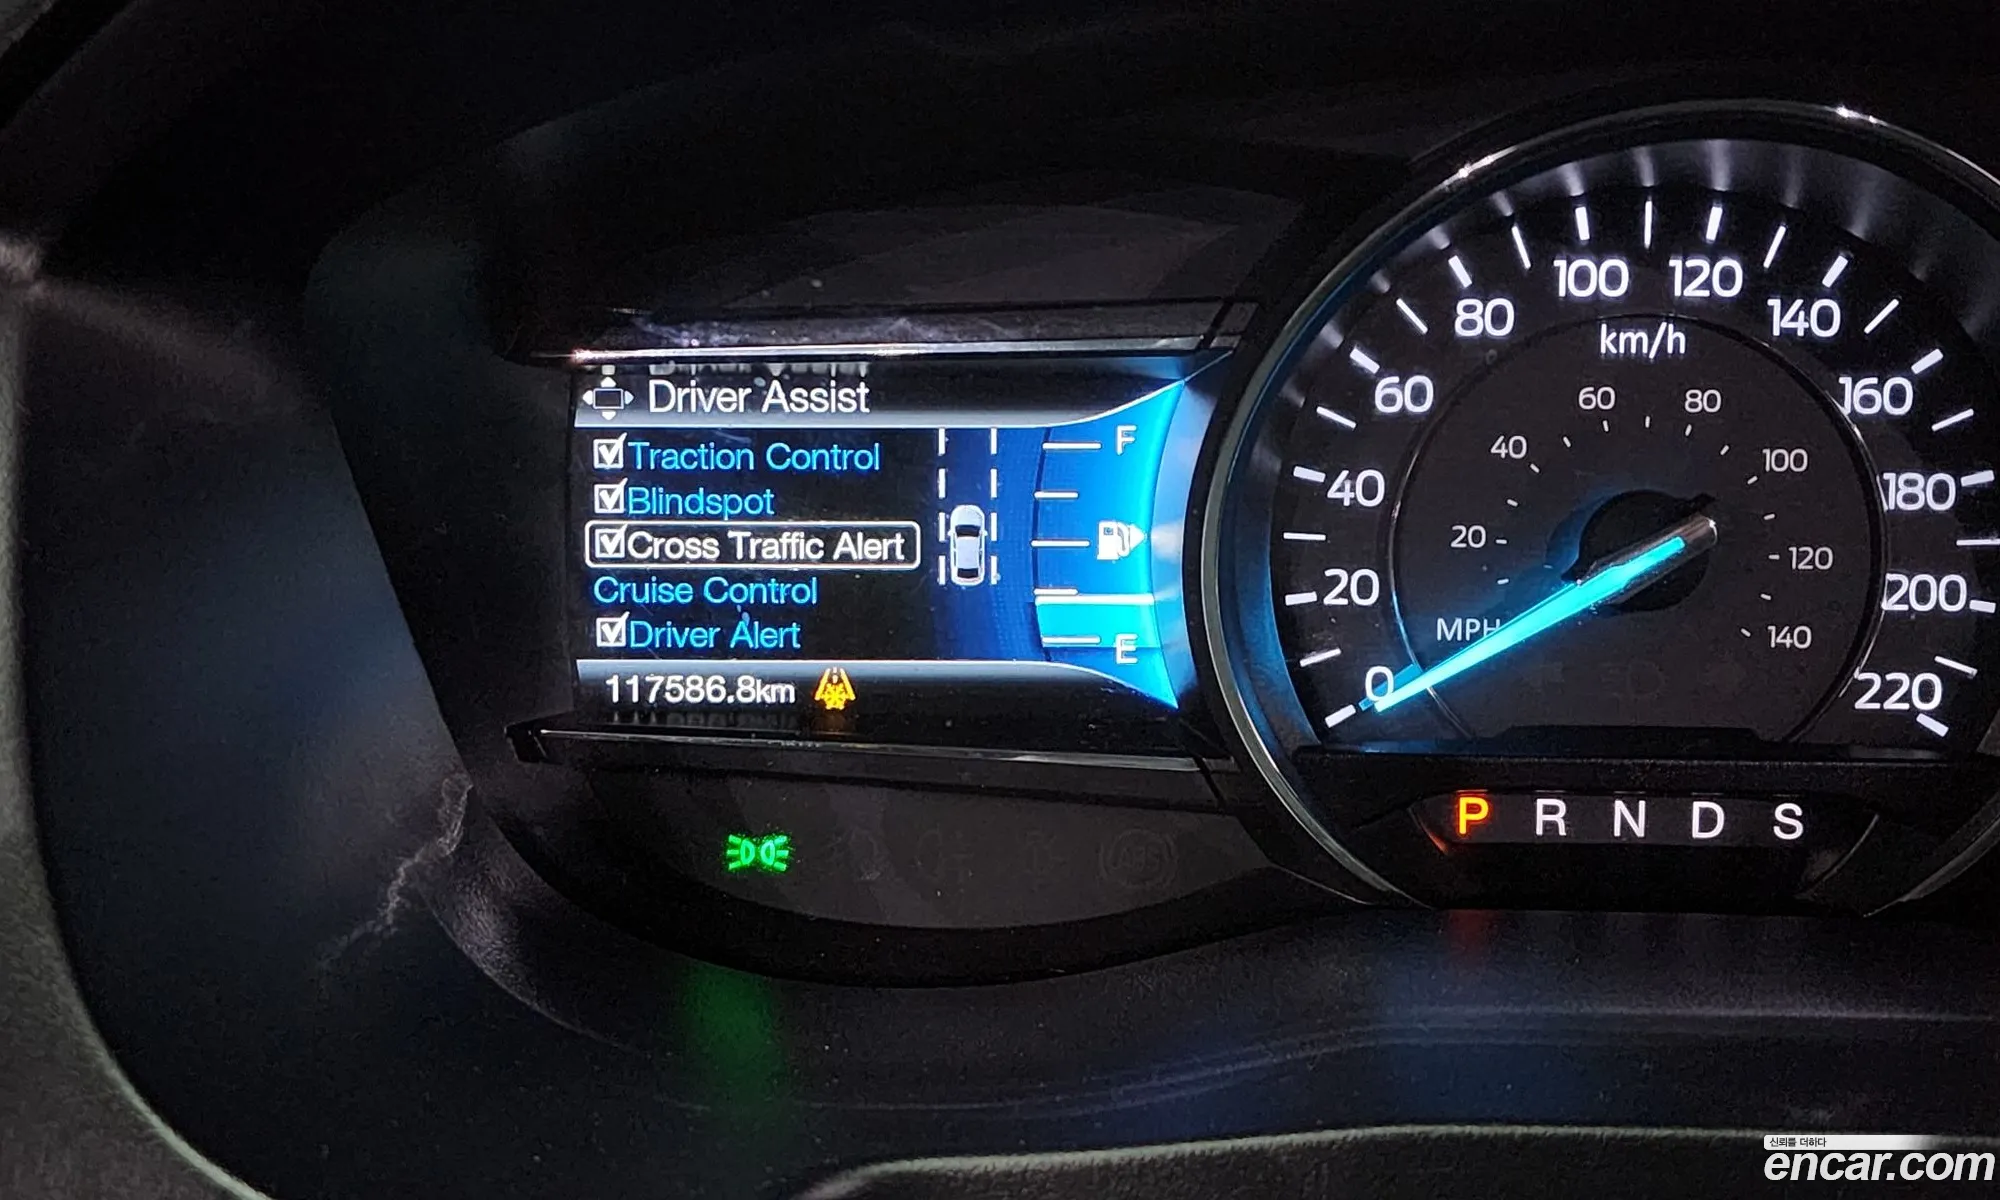 Driver Assist
Traction Control
Blindspot
Cross Traffic Alert
Cruise Control
Driver Alert
117586.8km
F
E
0
20
40
60
80
100
120
140
160
180
200
220
km/h
20
40
60
80
100
120
140
MPH
P R N D S
신뢰를 더하다
encar.com